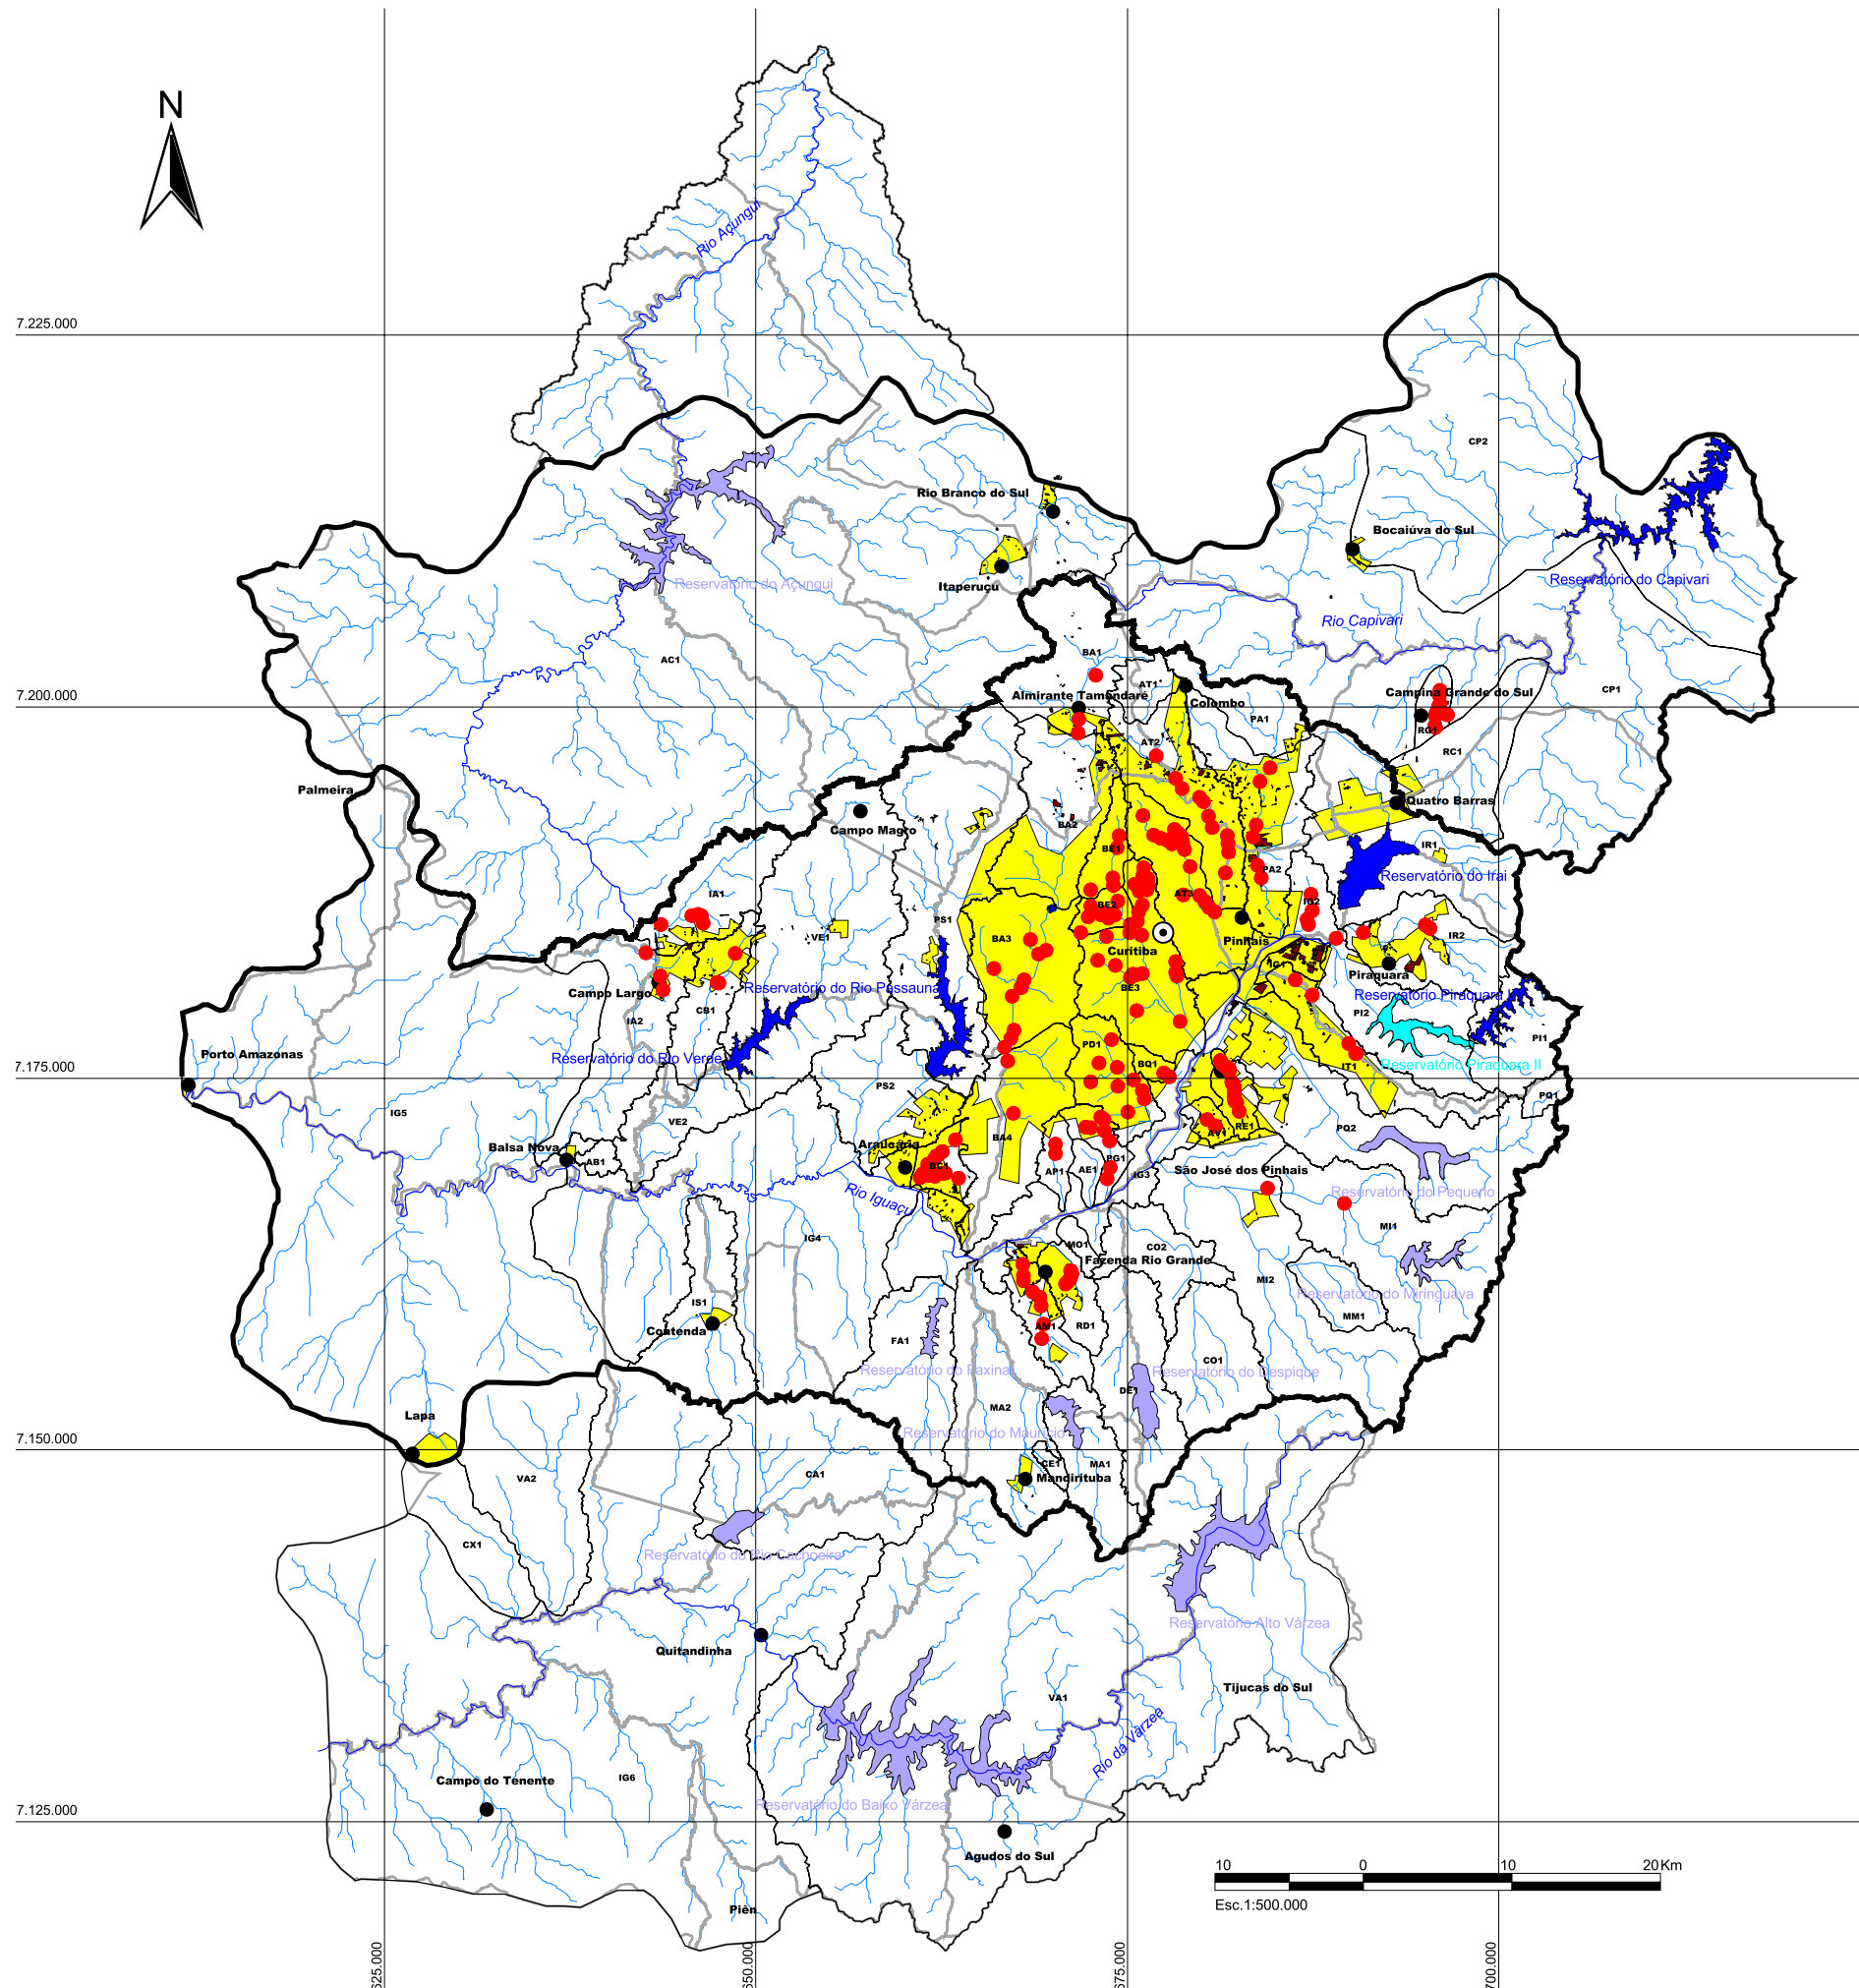 N
Rio Açungui
7.225.000
CP2
Rio Branco do Sul
Bocaiúva do Sul
Reservatório do Açungui
Itaperuçu
Reservatório do Capivari
Rio Capivari
BA1
AC1
AT1
CP1
Almirante Tamandaré
Campina Grande do Sul
7.200.000
Colombo
PA1
RG1
AT2
RC1
Palmeira
Quatro Barras
Campo Magro
BA2
BE1
IR1
PA2
Reservatório do Irai
IA1
AT3
BE2
IG2
PS1
VE1
BA3
IR2
Pinhais
Curitiba
IG1
Piraquara
Campo Largo
Reservatório do Rio Passauna
BE3
Reservatório Piraquara I
CB1
PI2
IA2
PI1
PD1
Porto Amazonas
Reservatório do Rio Verde
BQ1
IT1
Reservatório Piraquara II
7.175.000
PS2
PQ1
IG5
VE2
RE1
PQ2
AV1
BA4
Araucária
Balsa Nova
AB1
BC1
PG1
AP1
AE1
IG3
São José dos Pinhais
Reservatório do Pequeno
Rio Iguaçu
MI1
IG4
MO1
CO2
Fazenda Rio Grande
MI2
Reservatório do Miringuava
IS1
MM1
Contenda
AM1
RD1
FA1
CO1
Reservatório do Faxinal
Reservatório do Despique
DE1
MA2
Lapa
Reservatório do Mauricio
7.150.000
CE1
MA1
CA1
VA2
Mandirituba
CX1
Reservatório do Rio Cachoeira
Reservatório Alto Várzea
Quitandinha
Tijucas do Sul
VA1
Rio da Várzea
Campo do Tenente
IG6
Reservatório do Baixo Várzea
7.125.000
Agudos do Sul
10 0 10 20Km
Esc.1:500.000
Piên
625.000
650.000
675.000
700.000